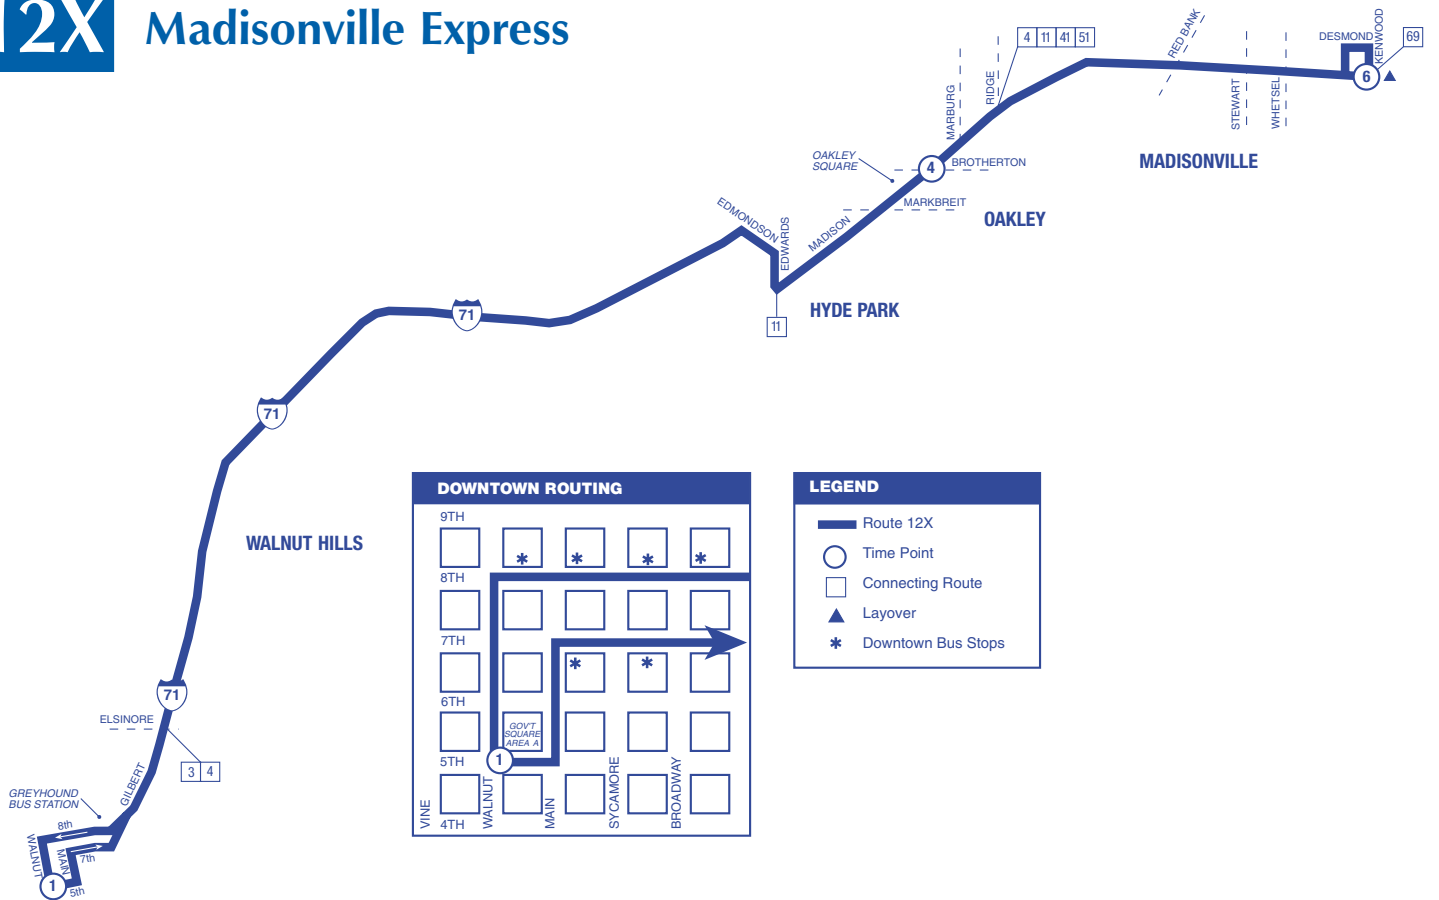 12X
Madisonville Express
DESMOND
KENWOOD
69
6
RED BANK
STEWART
WHETSEL
4 11 41 51
RIDGE
MARBURG
MADISONVILLE
OAKLEY
SQUARE
4
BROTHERTON
MARKBREIT
OAKLEY
MADISON
EDMONDSON
EDWARDS
HYDE PARK
11
71
71
WALNUT HILLS
71
ELSINORE
3 4
GILBERT
GREYHOUND
BUS STATION
8th
WALNUT
MAIN
7th
1
5th
DOWNTOWN ROUTING
9TH
*
*
*
*
8TH
7TH
*
*
6TH
GOV'T
SQUARE
AREA A
5TH
1
VINE
WALNUT
MAIN
SYCAMORE
BROADWAY
4TH
LEGEND
Route 12X
Time Point
Connecting Route
Layover
* Downtown Bus Stops